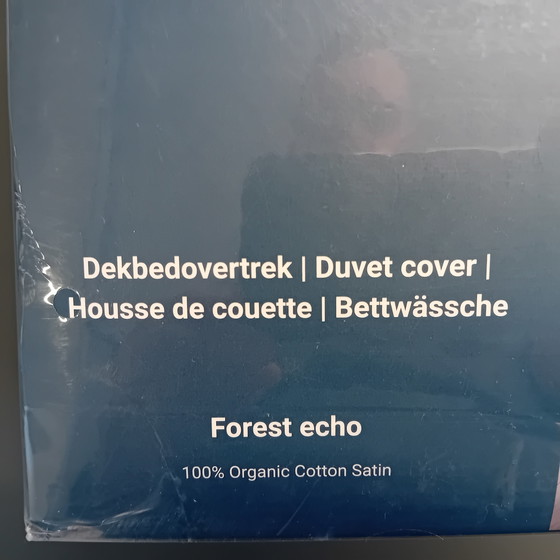 Dekbedovertrek | Duvet cover |
Housse de couette | Bettwässche
Forest echo
100% Organic Cotton Satin